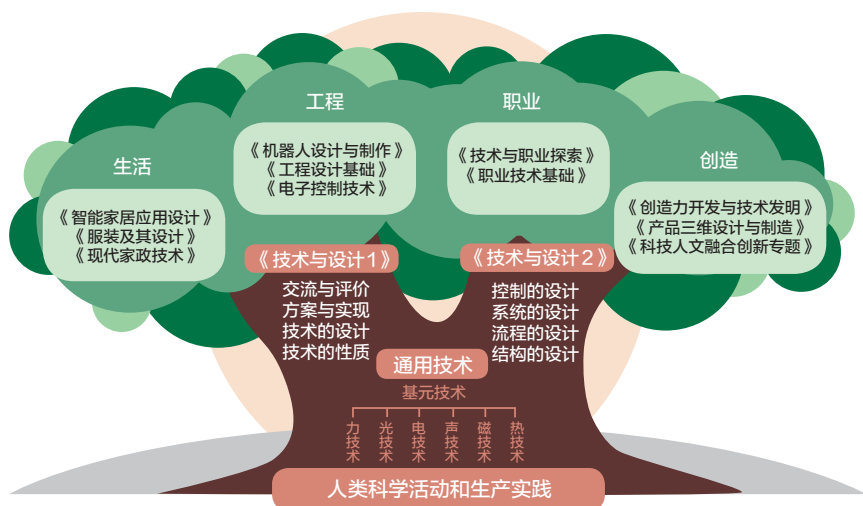 工程
《机器人设计与制作》
《工程设计基础》
《电子控制技术》
职业
《技术与职业探索》
《职业技术基础》
生活
《智能家居应用设计》
《服装及其设计》
《现代家政技术》
创造
《创造力开发与技术发明》
《产品三维设计与制造》
《科技人文融合创新专题》
《技术与设计1》
交流与评价
方案与实现
技术的设计
技术的性质
《技术与设计2》
控制的设计
系统的设计
流程的设计
结构的设计
通用技术
基元技术
力技术
光技术
电技术
声技术
磁技术
热技术
人类科学活动和生产实践